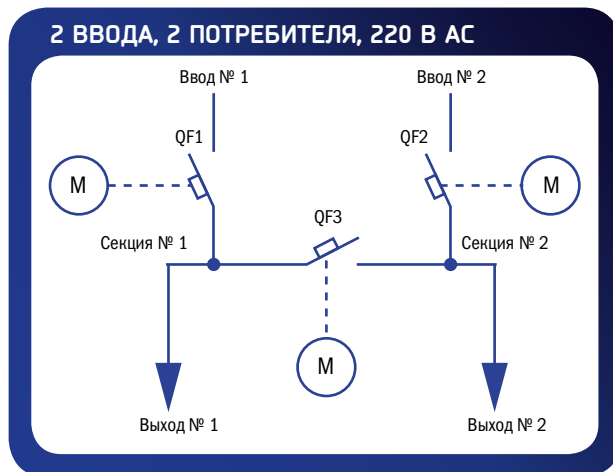 2 ВВОДА, 2 ПОТРЕБИТЕЛЯ, 220 В AC
Ввод № 1
Ввод № 2
QF1
QF2
М
М
QF3
Секция № 1
Секция № 2
М
Выход № 1
Выход № 2